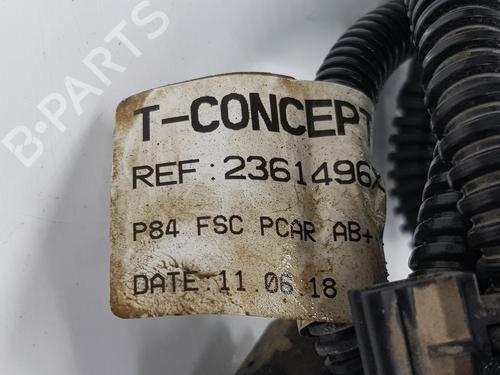 B-PARTS
T-CONCEPT
REF:2361496X
P84 FSC PCAR AB+
DATE:11 06 18